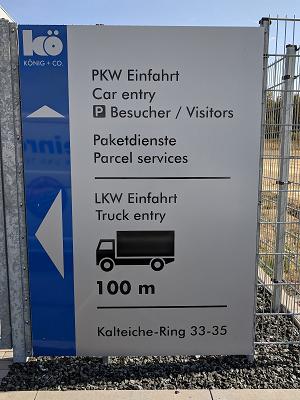 kö
KÖNIG + CO.
PKW Einfahrt
Car entry
P Besucher / Visitors
Paketdienste
Parcel services
LKW Einfahrt
Truck entry
100 m
Kalteiche-Ring 33-35